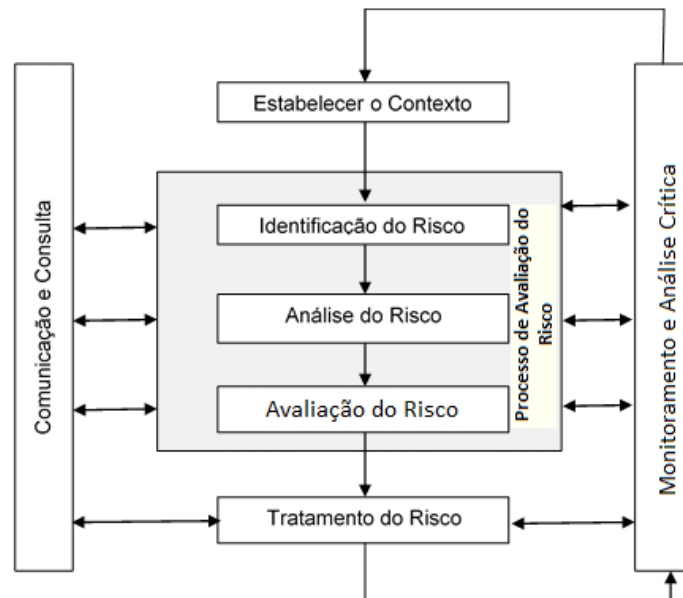 Comunicação e Consulta
Estabelecer o Contexto
Identificação do Risco
Análise do Risco
Avaliação do Risco
Processo de Avaliação do
Risco
Tratamento do Risco
Monitoramento e Análise Crítica